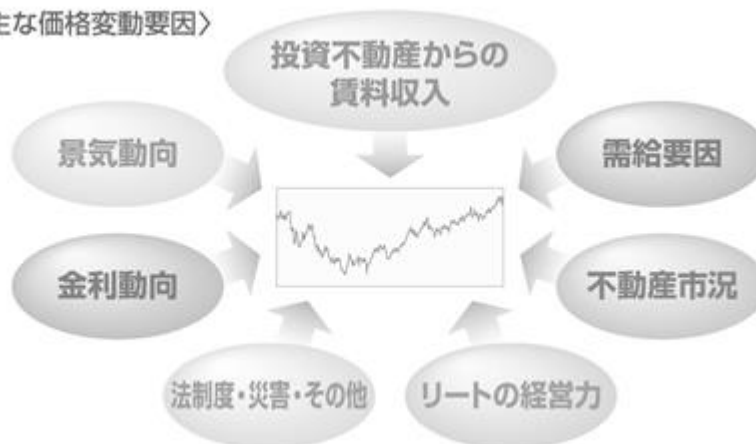 主な価格変動要因〉
投資不動産からの
賃料収入
景気動向
需給要因
金利動向
不動産市況
法制度・災害・その他
リートの経営力